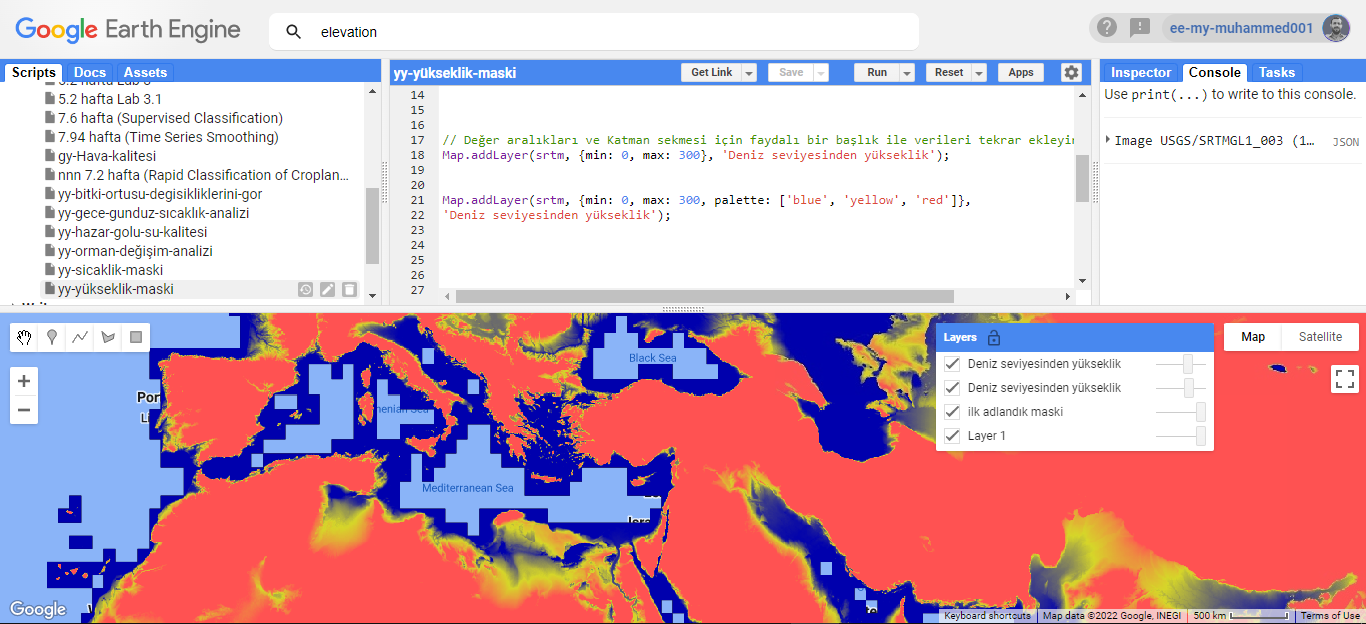 Google Earth Engine
elevation
ee-my-muhammed001
Scripts Docs Assets
5.2 hafta Lab 3.1
7.6 hafta (Supervised Classification)
7.94 hafta (Time Series Smoothing)
gy-Hava-kalitesi
nnn 7.2 hafta (Rapid Classification of Croplan...
yy-bitki-ortusu-degisikliklerini-gor
yy-gece-gunduz-sıcaklık-analizi
yy-hazar-golu-su-kalitesi
yy-orman-değişim-analizi
yy-sicaklik-maski
yy-yükseklik-maski
yy-yükseklik-maski
Get Link Save Run Reset Apps
14
15
16
17 // Değer aralıkları ve Katman sekmesi için faydalı bir başlık ile verileri tekrar ekleyin
18 Map.addLayer(srtm, {min: 0, max: 300}, 'Deniz seviyesinden yükseklik');
19
20
21 Map.addLayer(srtm, {min: 0, max: 300, palette: ['blue', 'yellow', 'red']},
22 'Deniz seviyesinden yükseklik');
23
24
25
26
27
Inspector Console Tasks
Use print(...) to write to this console.
Image USGS/SRTMGL1_003 (1… JSON
Layers
Deniz seviyesinden yükseklik
Deniz seviyesinden yükseklik
ilk adlandık maski
Layer 1
Map Satellite
Black Sea
Por
Mediterranean Sea
Google
Keyboard shortcuts Map data ©2022 Google, INEGI 500 km Terms of Use